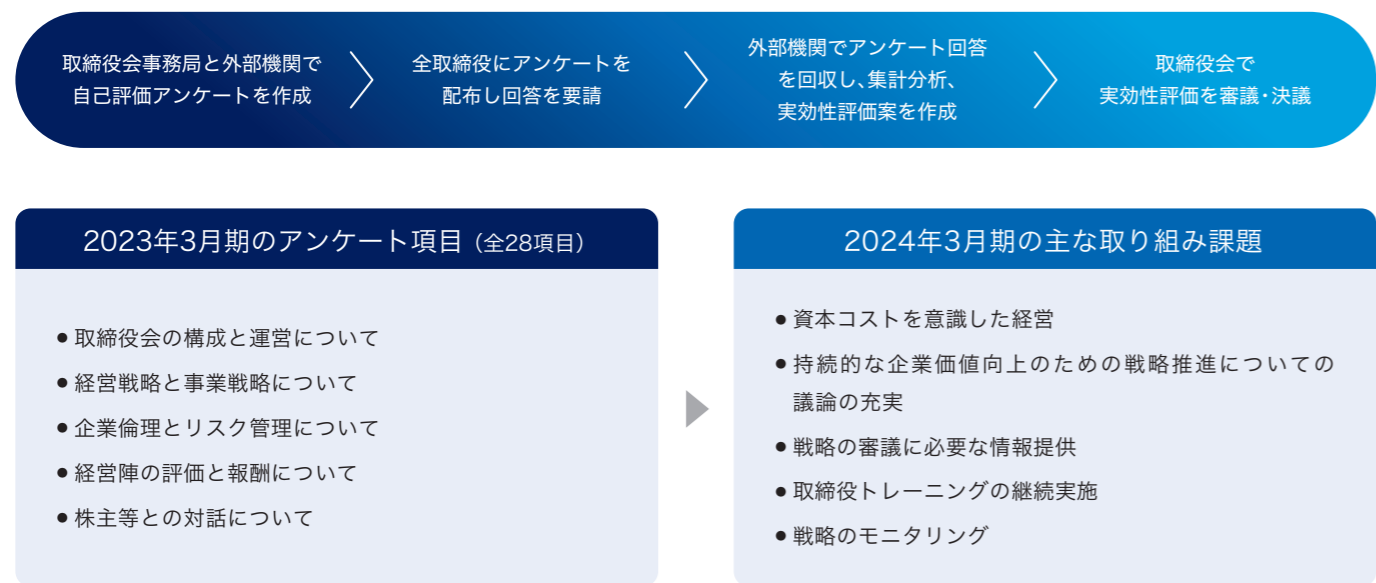 取締役会事務局と外部機関で
自己評価アンケートを作成
全取締役にアンケートを
配布し回答を要請
外部機関でアンケート回答
を回収し、集計分析、
実効性評価案を作成
取締役会で
実効性評価を審議・決議
2023年3月期のアンケート項目（全28項目）
●取締役会の構成と運営について
●経営戦略と事業戦略について
●企業倫理とリスク管理について
●経営陣の評価と報酬について
●株主等との対話について
2024年3月期の主な取り組み課題
●資本コストを意識した経営
●持続的な企業価値向上のための戦略推進についての
議論の充実
●戦略の審議に必要な情報提供
●取締役トレーニングの継続実施
●戦略のモニタリング